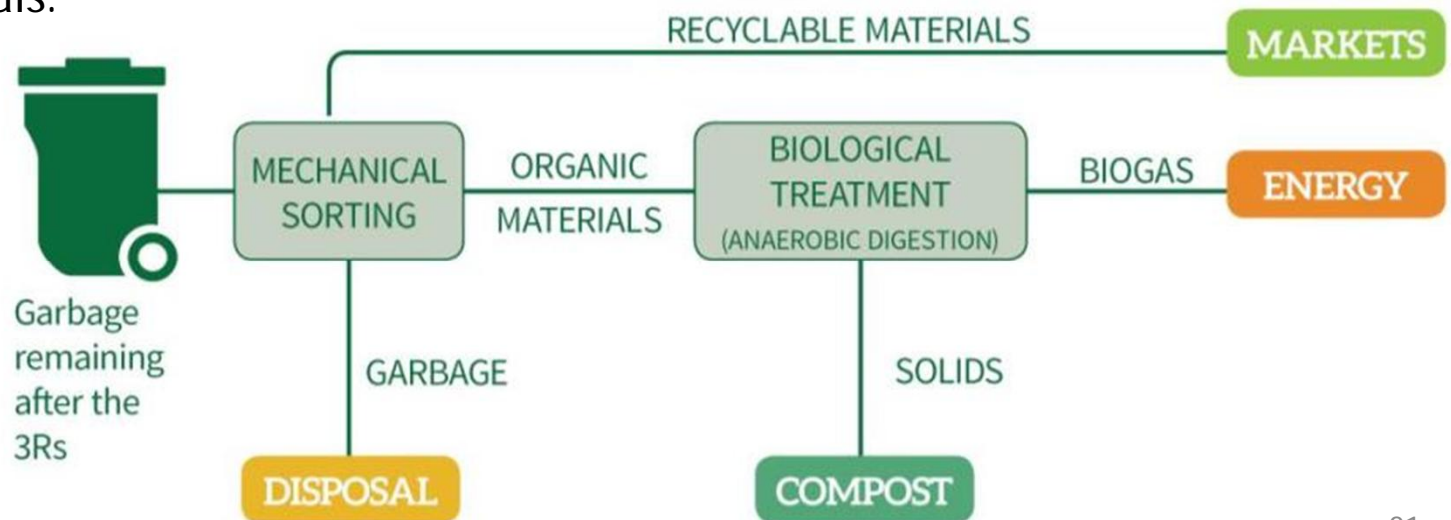 RECYCLABLE MATERIALS
MARKETS
MECHANICAL
SORTING
ORGANIC
MATERIALS
BIOLOGICAL
TREATMENT
(ANAEROBIC DIGESTION)
BIOGAS
ENERGY
Garbage
remaining
after the
3Rs
GARBAGE
SOLIDS
DISPOSAL
COMPOST